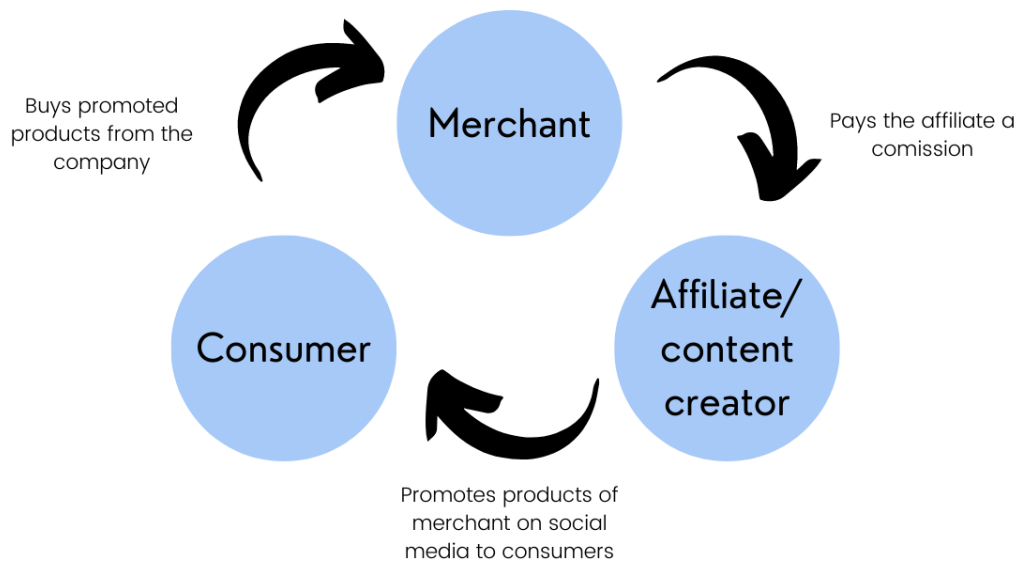 Merchant
Buys promoted
products from the
company
Pays the affiliate a
comission
Affiliate/
content
creator
Consumer
Promotes products of
merchant on social
media to consumers